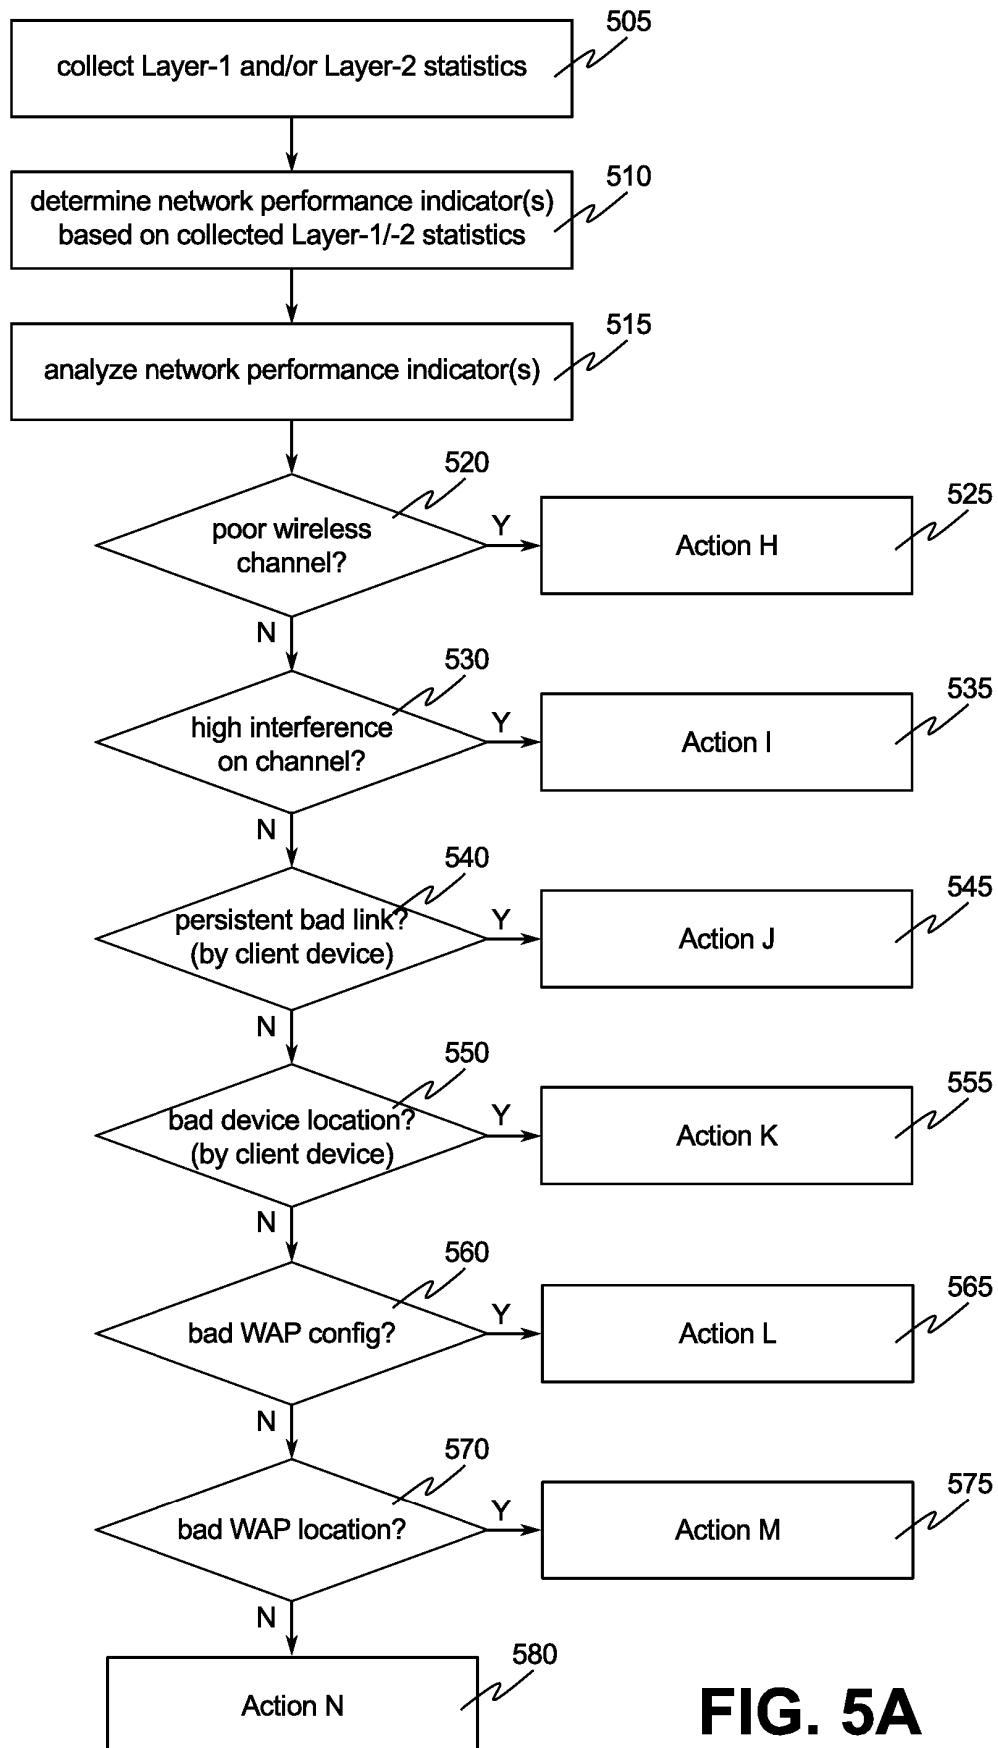 505
collect Layer-1 and/or Layer-2 statistics
510
determine network performance indicator(s)
based on collected Layer-1/-2 statistics
515
analyze network performance indicator(s)
520
poor wireless
channel?
Y
525
Action H
N
530
high interference
on channel?
Y
535
Action I
N
540
persistent bad link?
(by client device)
Y
545
Action J
N
550
bad device location?
(by client device)
Y
555
Action K
N
560
bad WAP config?
Y
565
Action L
N
570
bad WAP location?
Y
575
Action M
N
580
Action N
FIG. 5A